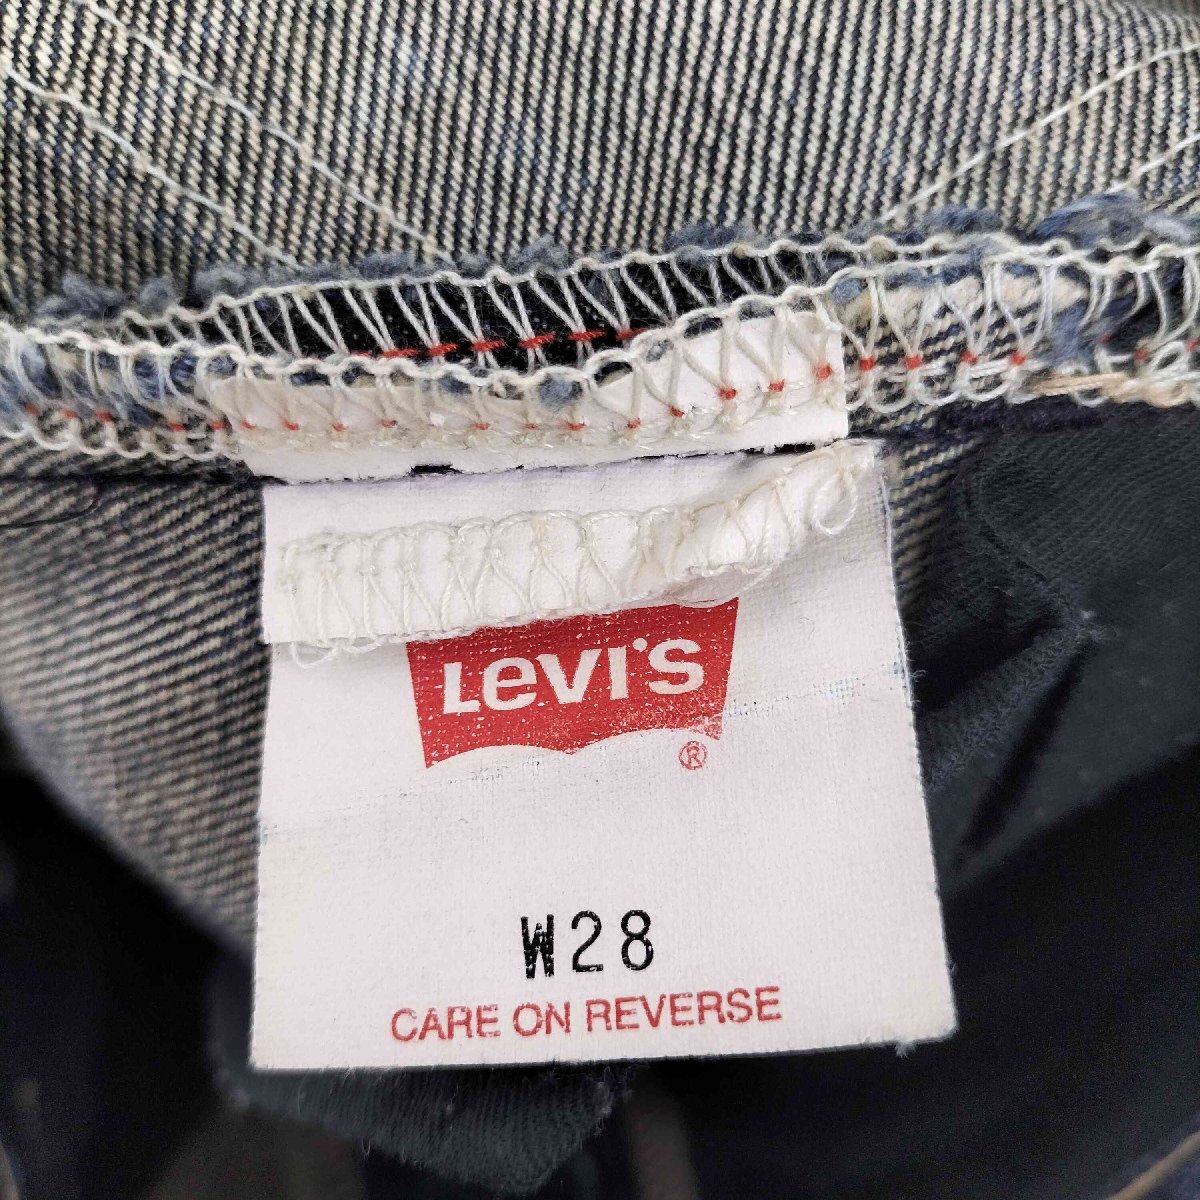 Levi's
®
W28
CARE ON REVERSE